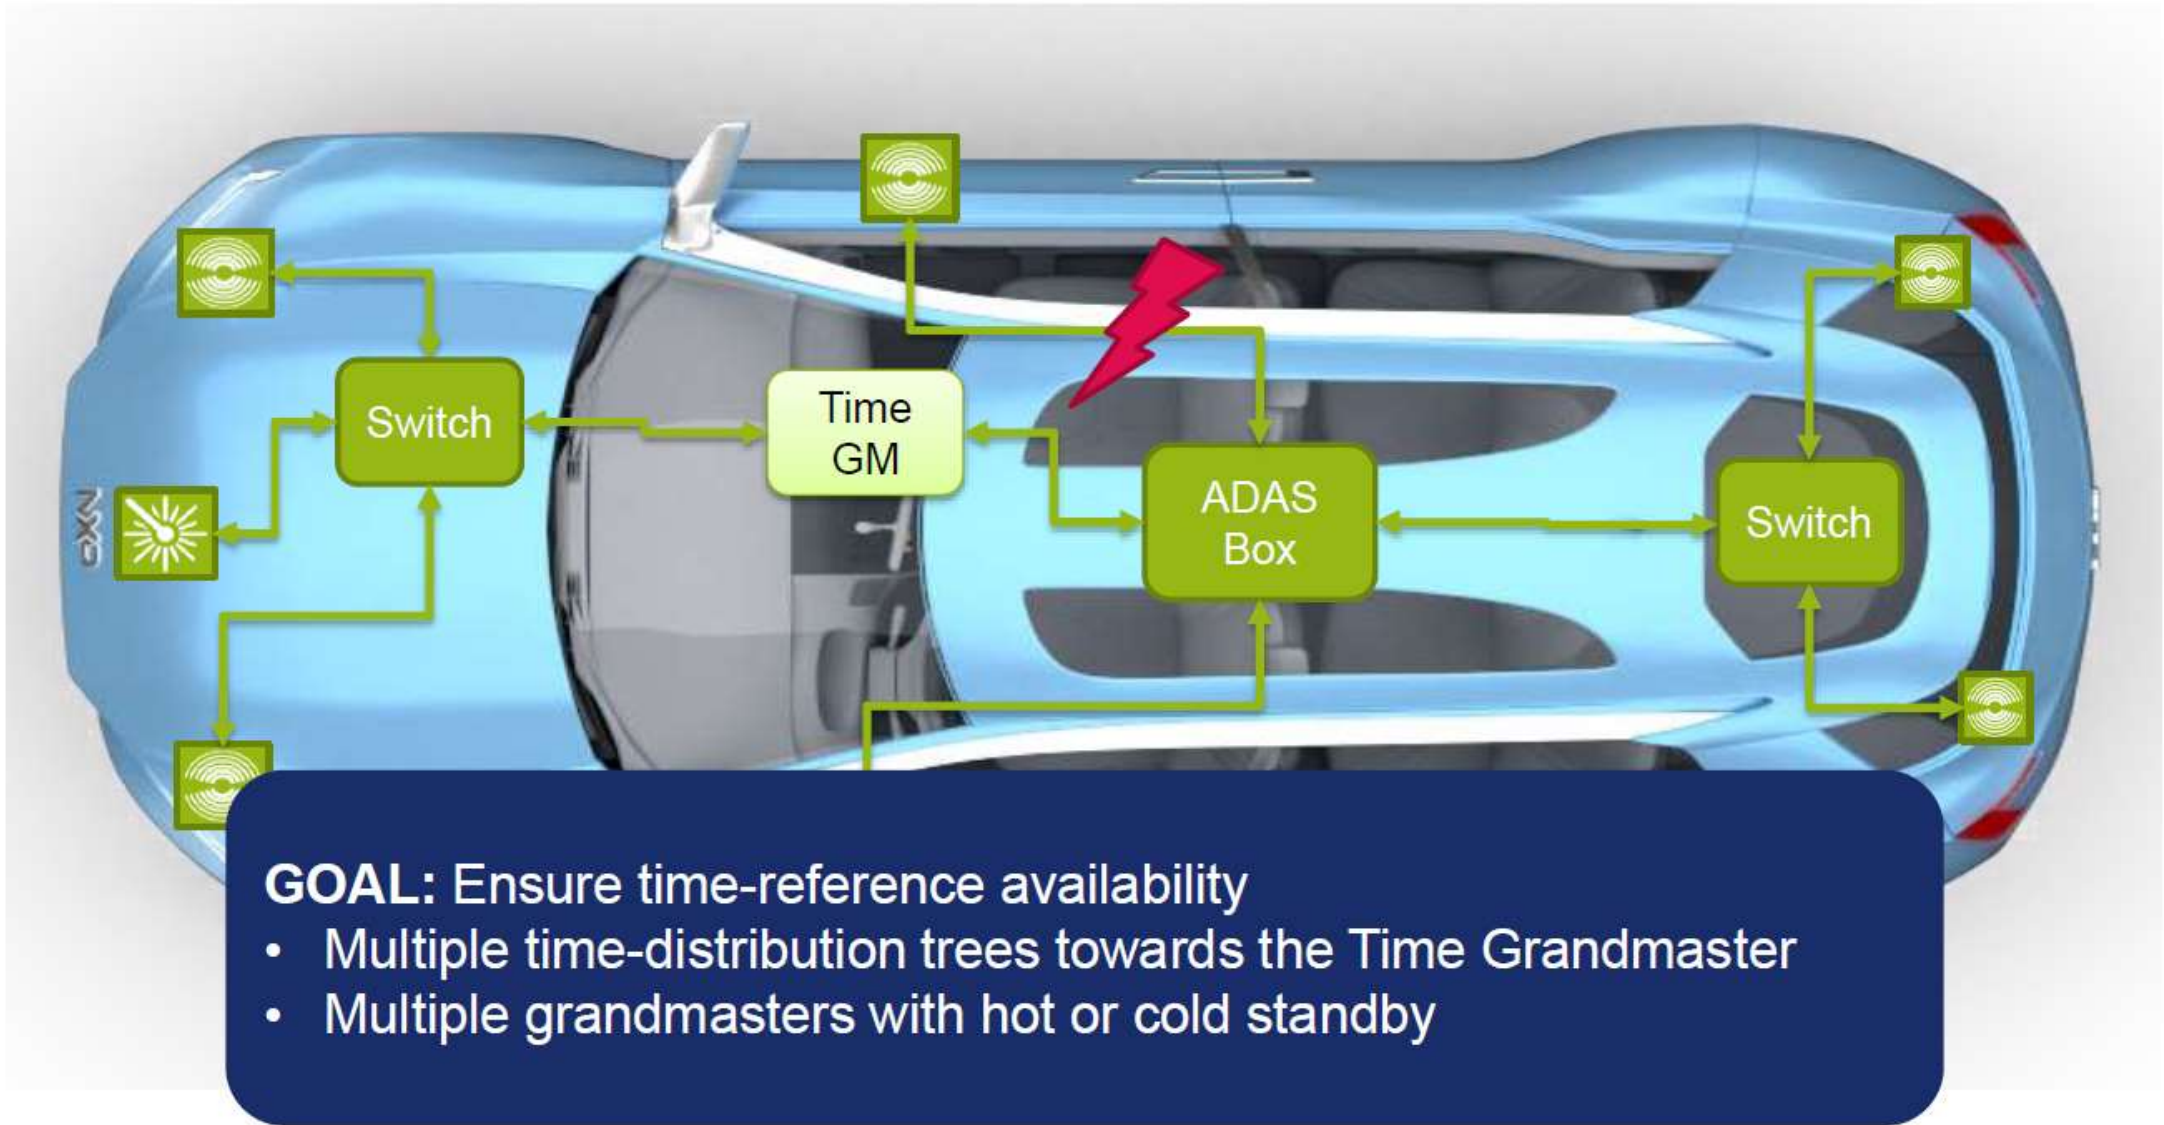 Switch
Time
GM
ADAS
Box
Switch
NXP
GOAL: Ensure time-reference availability
• Multiple time-distribution trees towards the Time Grandmaster
• Multiple grandmasters with hot or cold standby